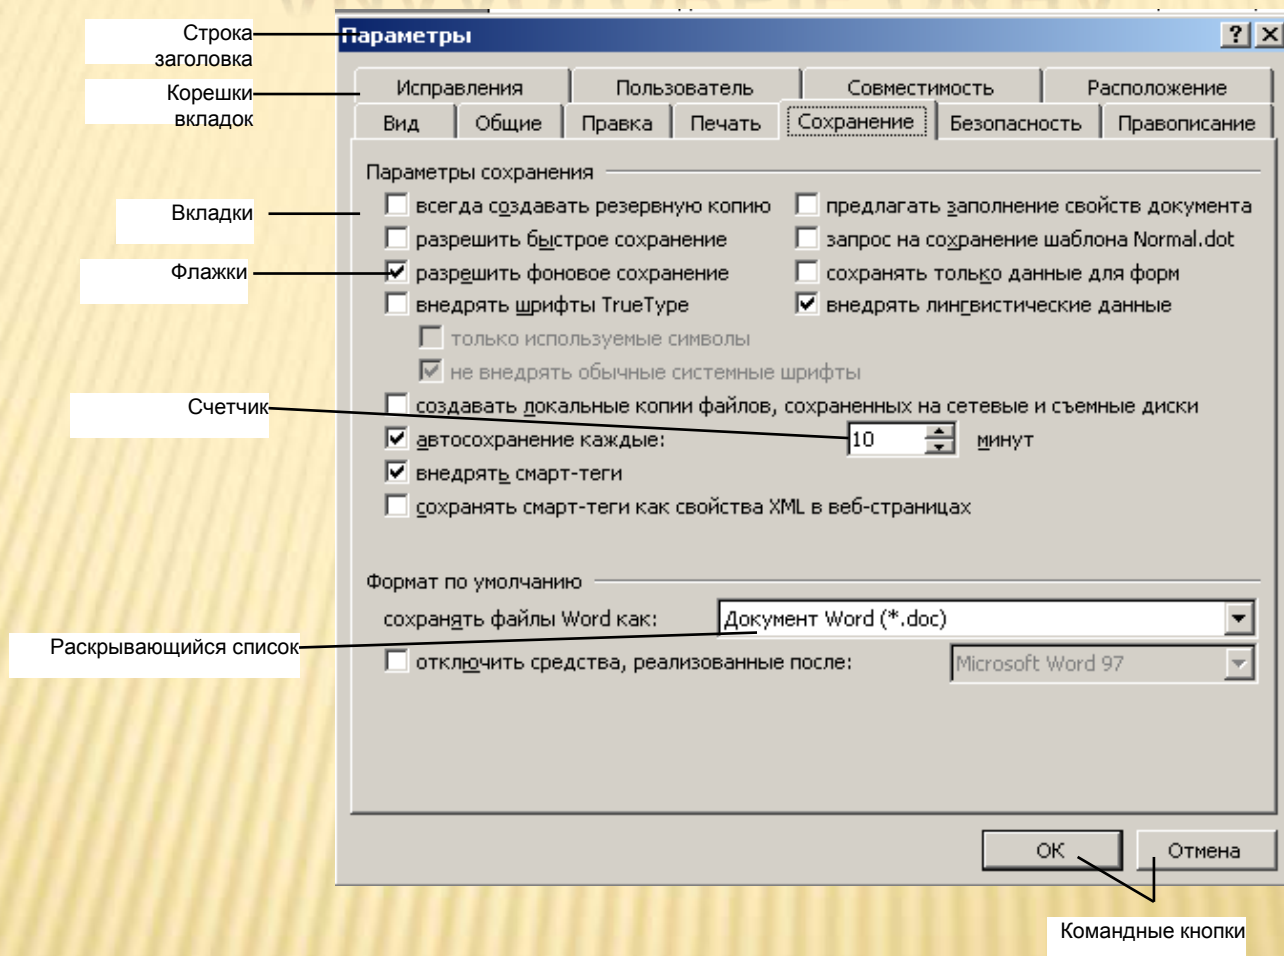 Строка
заголовка
Корешки
вкладок
Вкладки
Флажки
Счетчик
Раскрывающийся список
Командные кнопки
Параметры
Исправления Пользователь Совместимость Расположение
Вид Общие Правка Печать Сохранение Безопасность Правописание
Параметры сохранения
всегда создавать резервную копию предлагать заполнение свойств документа
разрешить быстрое сохранение запрос на сохранение шаблона Normal.dot
разрешить фоновое сохранение сохранять только данные для форм
внедрять шрифты TrueType внедрять лингвистические данные
только используемые символы
не внедрять обычные системные шрифты
создавать локальные копии файлов, сохраненных на сетевые и съемные диски
автосохранение каждые: 10 минут
внедрять смарт-теги
сохранять смарт-теги как свойства XML в веб-страницах
Формат по умолчанию
сохранять файлы Word как: Документ Word (*.doc)
отключить средства, реализованные после: Microsoft Word 97
ОК Отмена